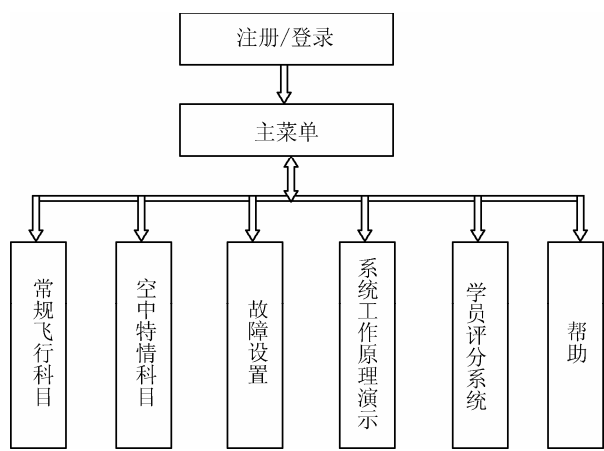 注册/登录
主菜单
常规飞行科目
空中特情科目
故障设置
系统工作原理演示
学员评分系统
帮助